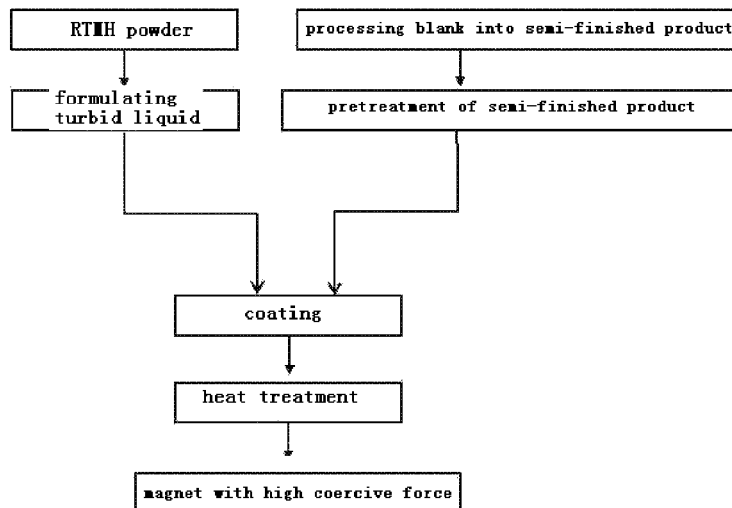 RTMH powder
processing blank into semi-finished product
formulating
turbid liquid
pretreatment of semi-finished product
coating
heat treatment
magnet with high coercive force